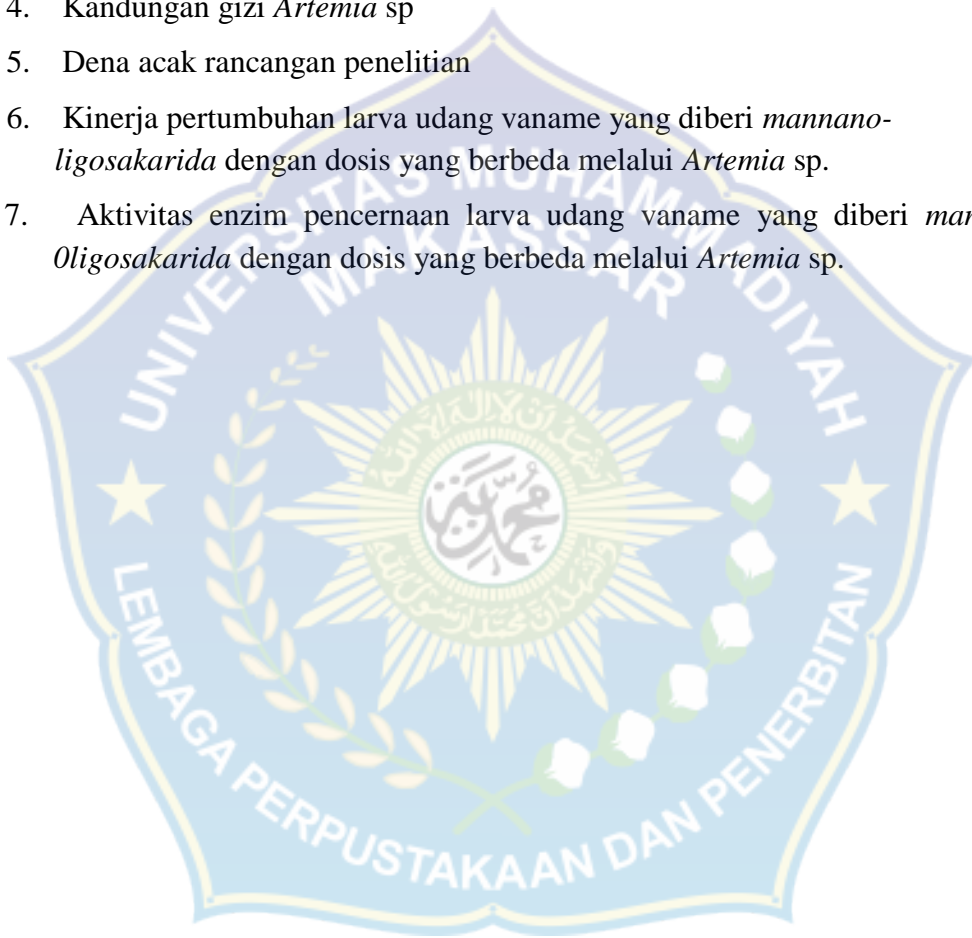 4. Kandungan gizi Artemia sp
5. Dena acak rancangan penelitian
6. Kinerja pertumbuhan larva udang vaname yang diberi mannano-
ligosakarida dengan dosis yang berbeda melalui Artemia sp.
7. Aktivitas enzim pencernaan larva udang vaname yang diberi
0ligosakarida dengan dosis yang berbeda melalui Artemia sp.
UNIVERSITAS MUHAMMADIYAH
MAKASSAR
محمدية
LEMBAGA PERPUSTAKAAN DAN PENERBITAN